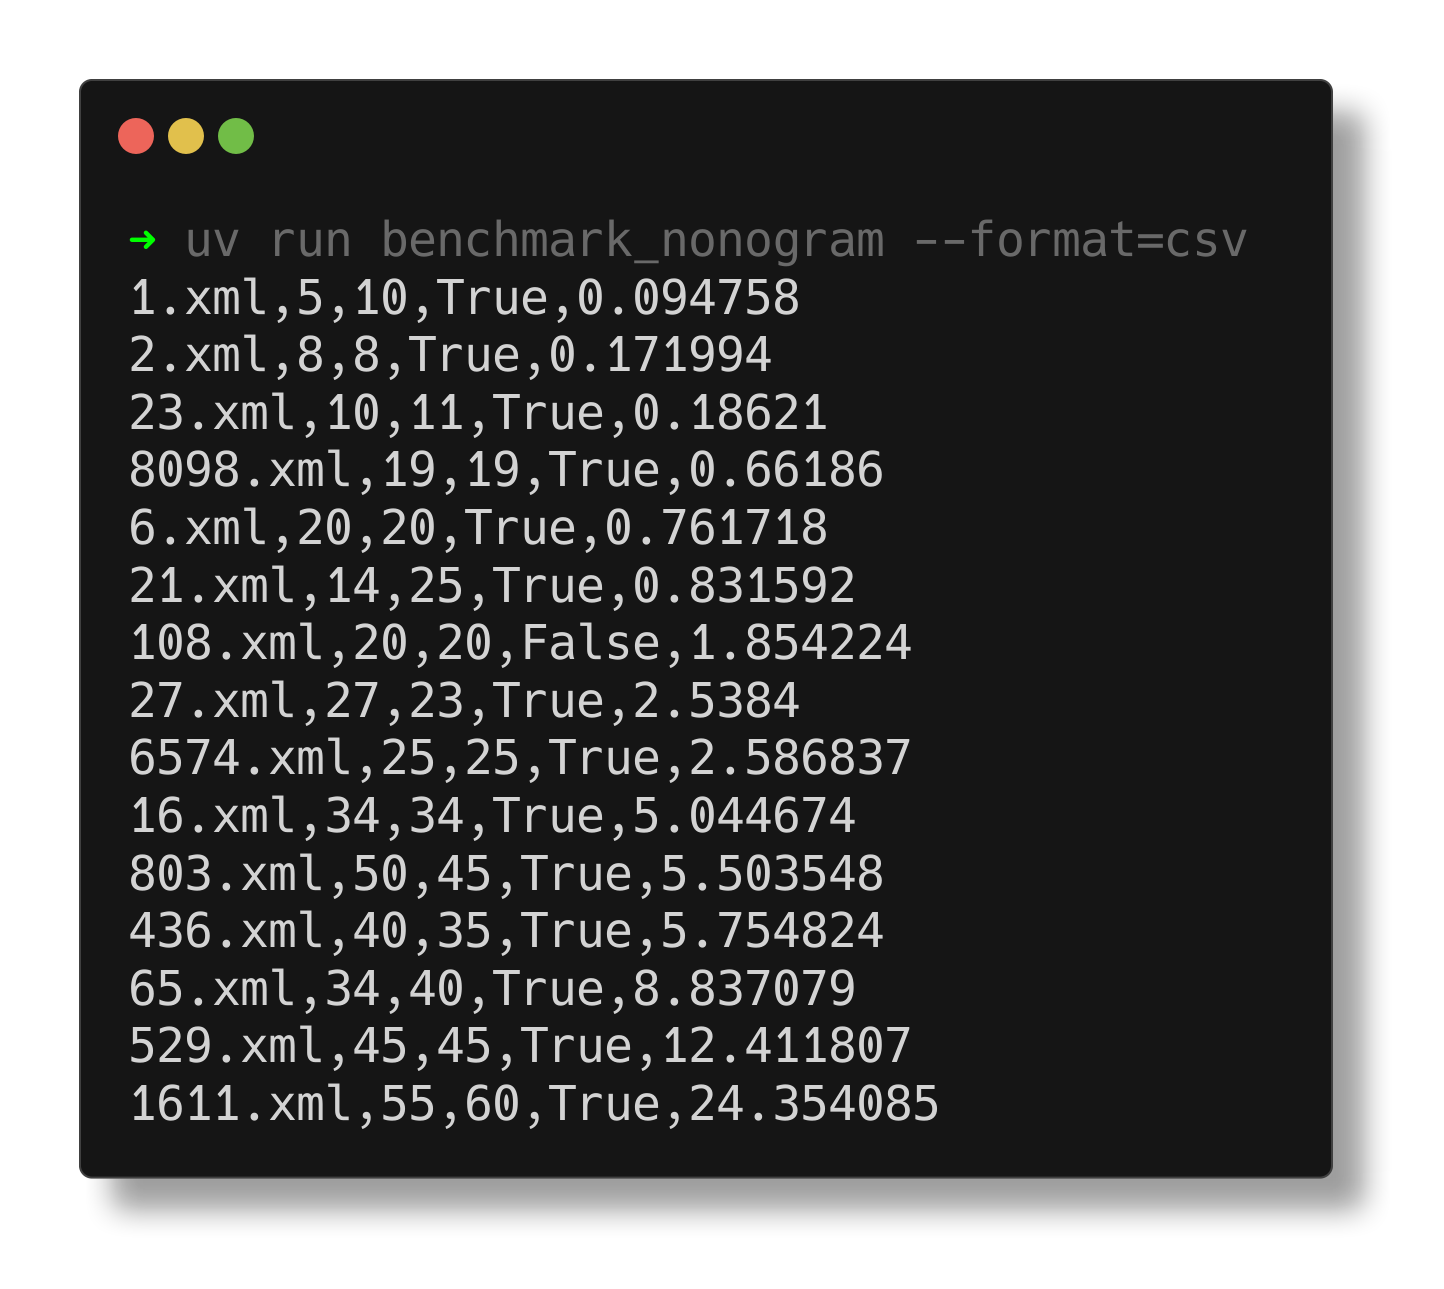 ➜ uv run benchmark_nonogram --format=csv
1.xml,5,10,True,0.094758
2.xml,8,8,True,0.171994
23.xml,10,11,True,0.18621
8098.xml,19,19,True,0.66186
6.xml,20,20,True,0.761718
21.xml,14,25,True,0.831592
108.xml,20,20,False,1.854224
27.xml,27,23,True,2.5384
6574.xml,25,25,True,2.586837
16.xml,34,34,True,5.044674
803.xml,50,45,True,5.503548
436.xml,40,35,True,5.754824
65.xml,34,40,True,8.837079
529.xml,45,45,True,12.411807
1611.xml,55,60,True,24.354085